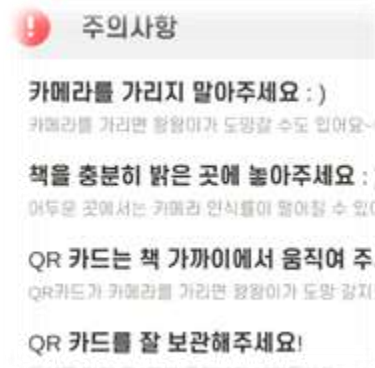 주의사항
카메라를 가리지 말아주세요 : )
카메라를 가리면 왕왕이가 도망갈 수도 있어요~
책을 충분히 밝은 곳에 놓아주세요 :
어두운 곳에서는 카메라 인식률이 떨어질 수 있
QR 카드는 책 가까이에서 움직여 주
QR카드가 카메라를 가리면 왕왕이가 도망 갈지
QR 카드를 잘 보관해주세요!